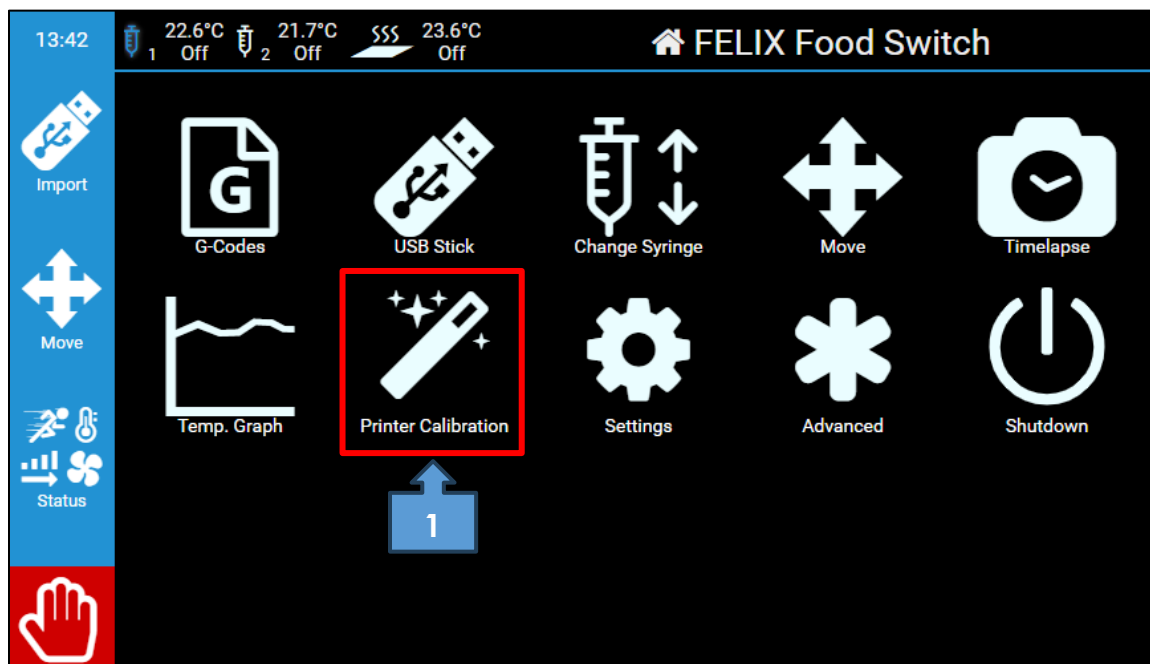 13:42
1 22.6°C Off
2 21.7°C Off
23.6°C Off
FELIX Food Switch
Import
Move
Status
G
G-Codes
USB Stick
Change Syringe
Move
Timelapse
Temp. Graph
Printer Calibration
Settings
Advanced
Shutdown
1